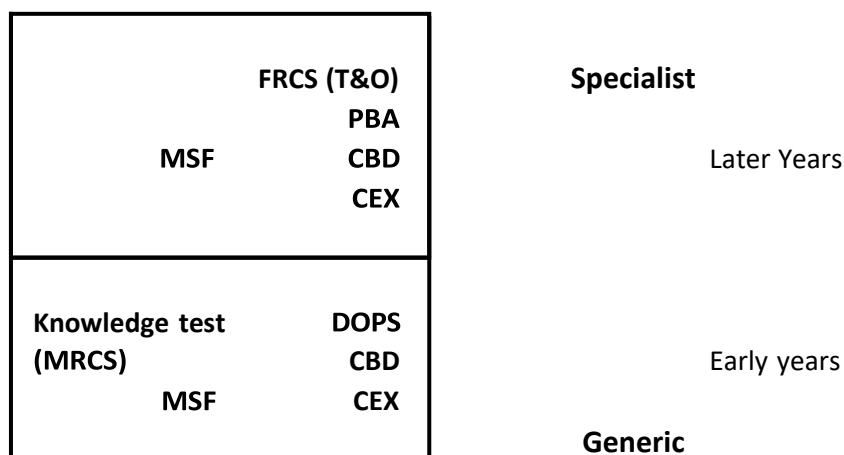 FRCS (T&O) Specialist
PBA
MSF CBD Later Years
CEX
Knowledge test DOPS
(MRCS) CBD Early years
MSF CEX
Generic